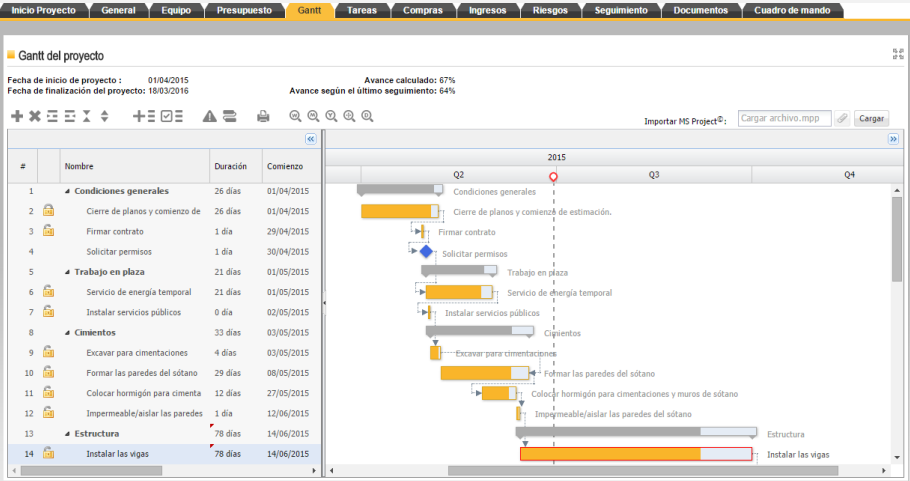 Inicio Proyecto General Equipo Presupuesto Gantt Tareas Compras Ingresos Riesgos Seguimiento Documentos Cuadro de mando
Gantt del proyecto
Fecha de inicio de proyecto : 01/04/2015 Avance calculado: 67%
Fecha de finalización del proyecto: 18/03/2016 Avance según el último seguimiento: 64%
Importar MS Project®: Cargar archivo.mpp Cargar
2015
# Nombre Duración Comienzo
Q2 Q3 Q4
1 Condiciones generales 26 días 01/04/2015 Condiciones generales
2 Cierre de planos y comienzo de 26 días 01/04/2015 Cierre de planos y comienzo de estimación.
3 Firmar contrato 1 día 29/04/2015 Firmar contrato
4 Solicitar permisos 1 día 30/04/2015 Solicitar permisos
5 Trabajo en plaza 21 días 01/05/2015 Trabajo en plaza
6 Servicio de energía temporal 21 días 01/05/2015 Servicio de energía temporal
7 Instalar servicios públicos 0 día 02/05/2015 Instalar servicios públicos
8 Cimientos 33 días 03/05/2015 Cimientos
9 Excavar para cimentaciones 4 días 03/05/2015 Excavar para cimentaciones
10 Formar las paredes del sótano 29 días 08/05/2015 Formar las paredes del sótano
11 Colocar hormigón para cimenta 12 días 27/05/2015 Colocar hormigón para cimentaciones y muros de sótano
12 Impermeable/aislar las paredes 1 día 12/06/2015 Impermeable/aislar las paredes del sótano
13 Estructura 78 días 14/06/2015 Estructura
14 Instalar las vigas 78 días 14/06/2015 Instalar las vigas